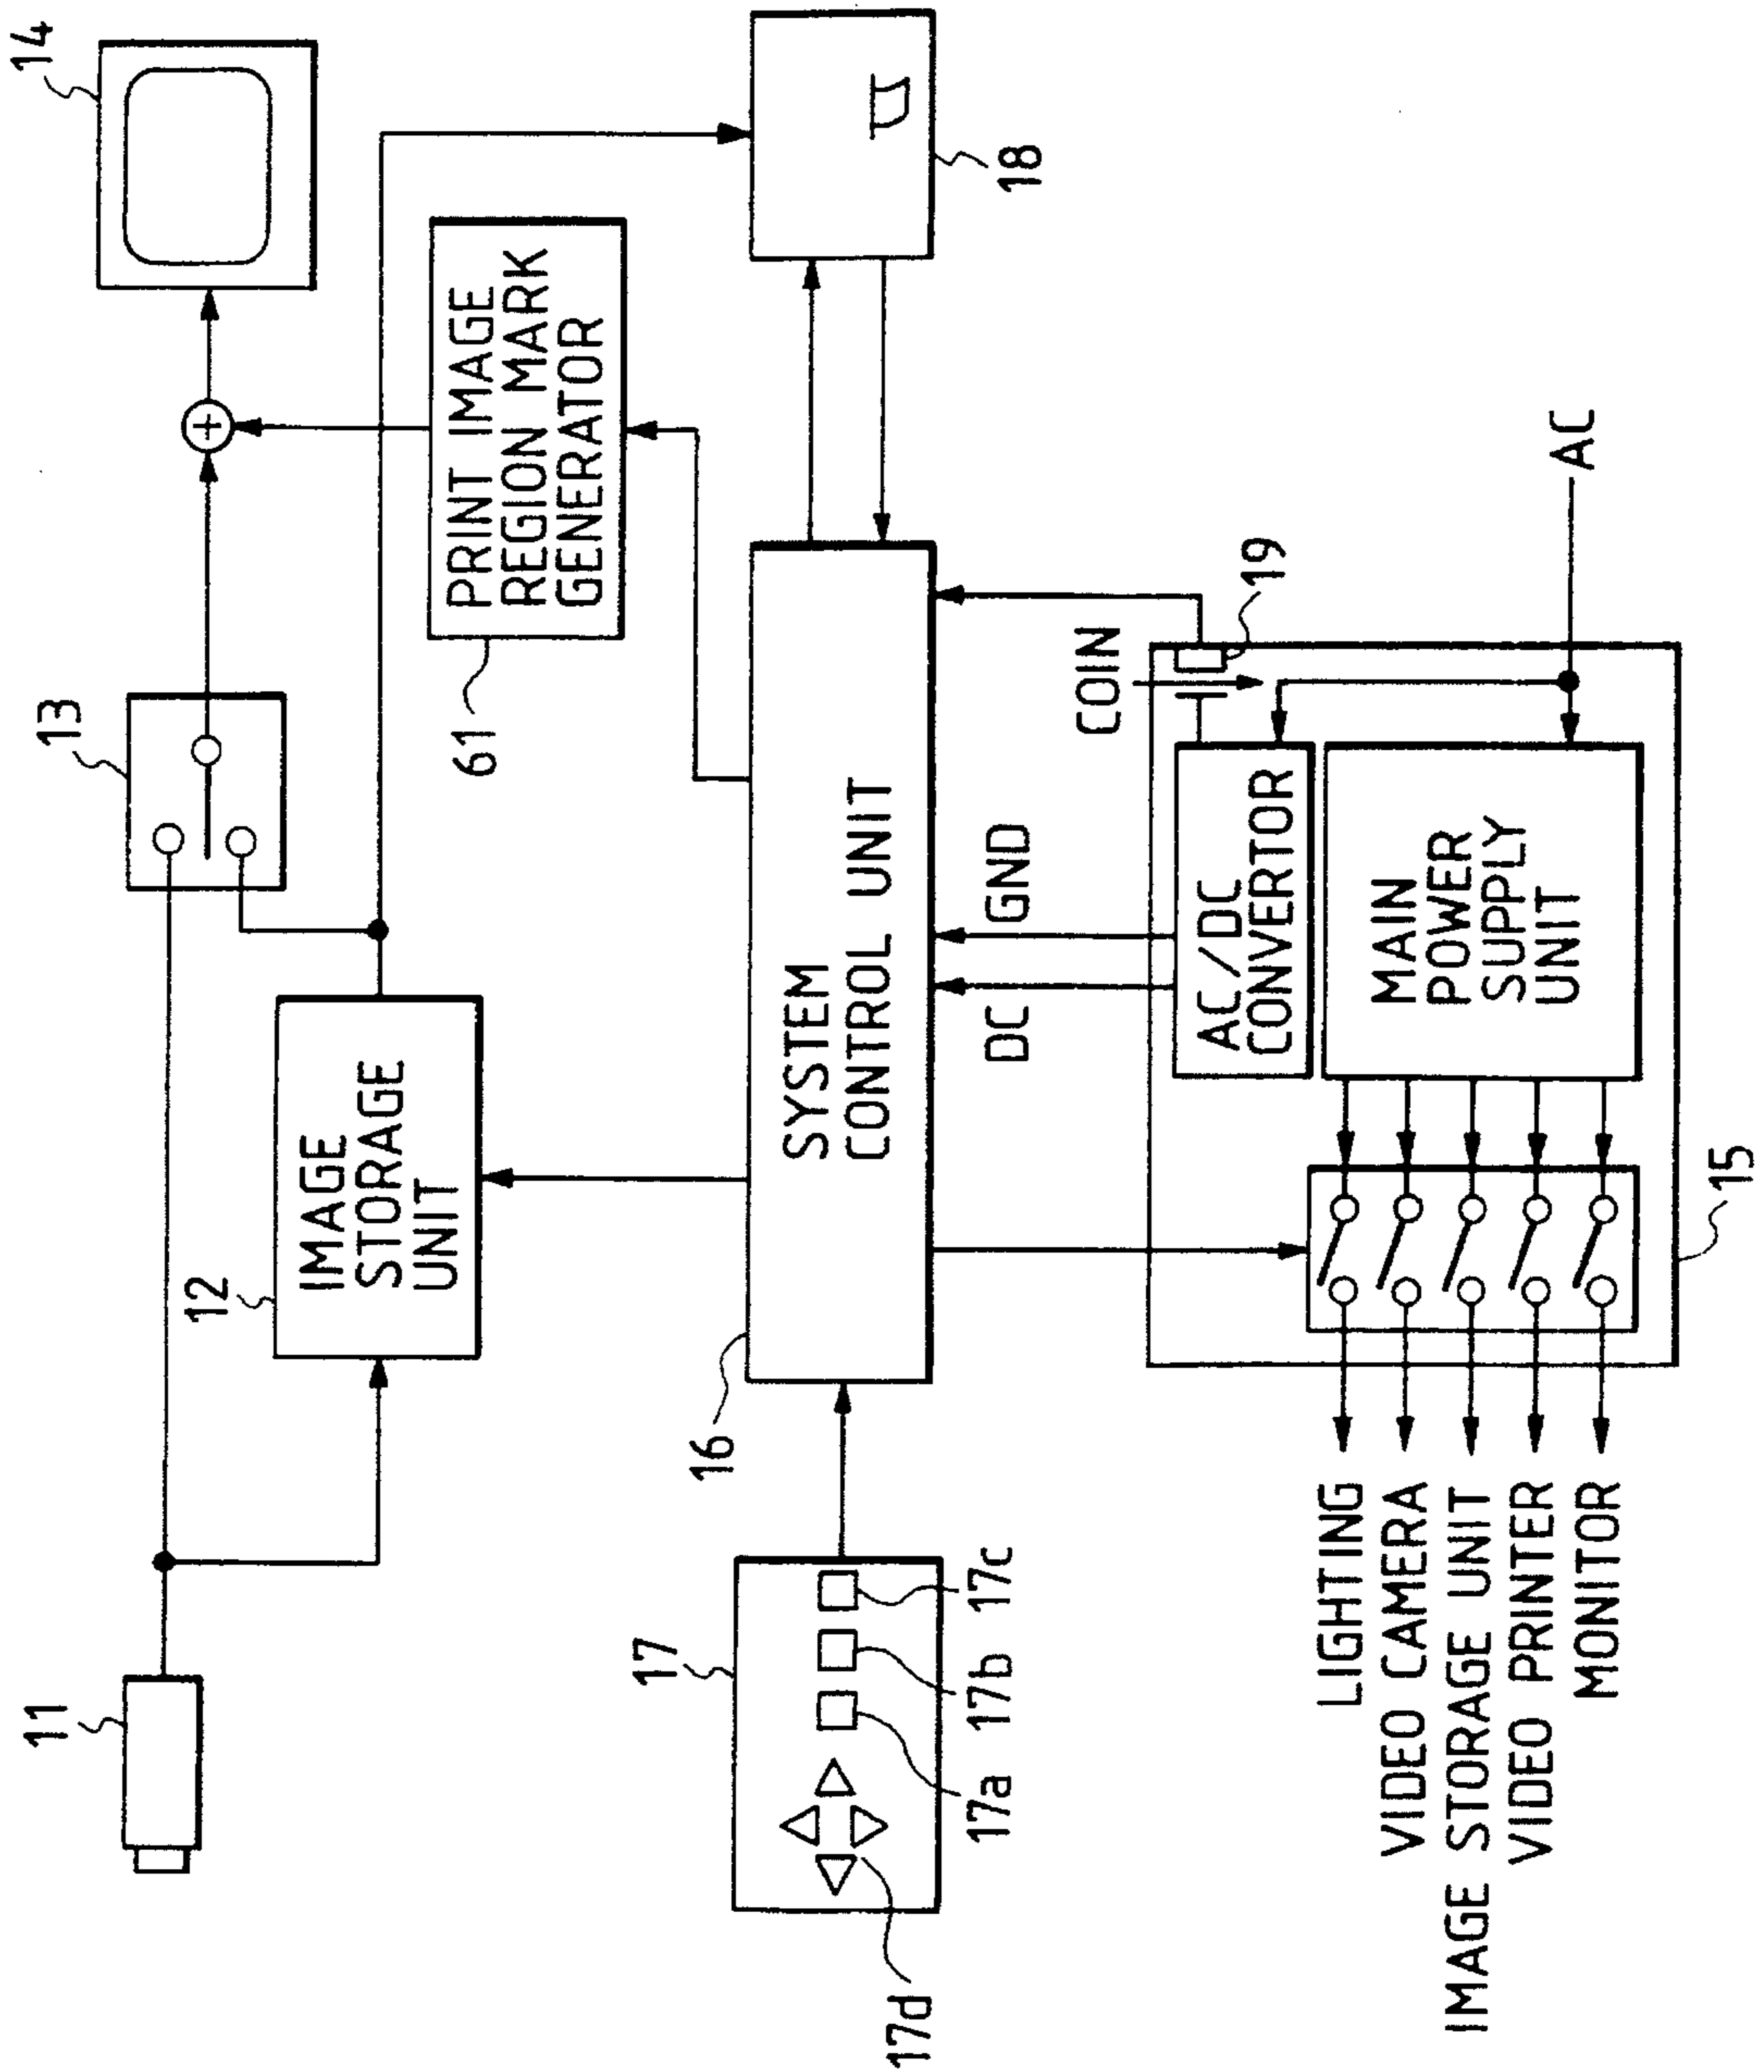 11
12
IMAGE
STORAGE
UNIT
13
14
PRINT IMAGE
REGION MARK
GENERATOR
61
17
17d
17a
17b
17c
16
SYSTEM
CONTROL UNIT
18
DC
GND
COIN
19
AC
AC/DC
CONVERTOR
MAIN
POWER
SUPPLY
UNIT
15
LIGHTING
VIDEO CAMERA
IMAGE STORAGE UNIT
VIDEO PRINTER
MONITOR